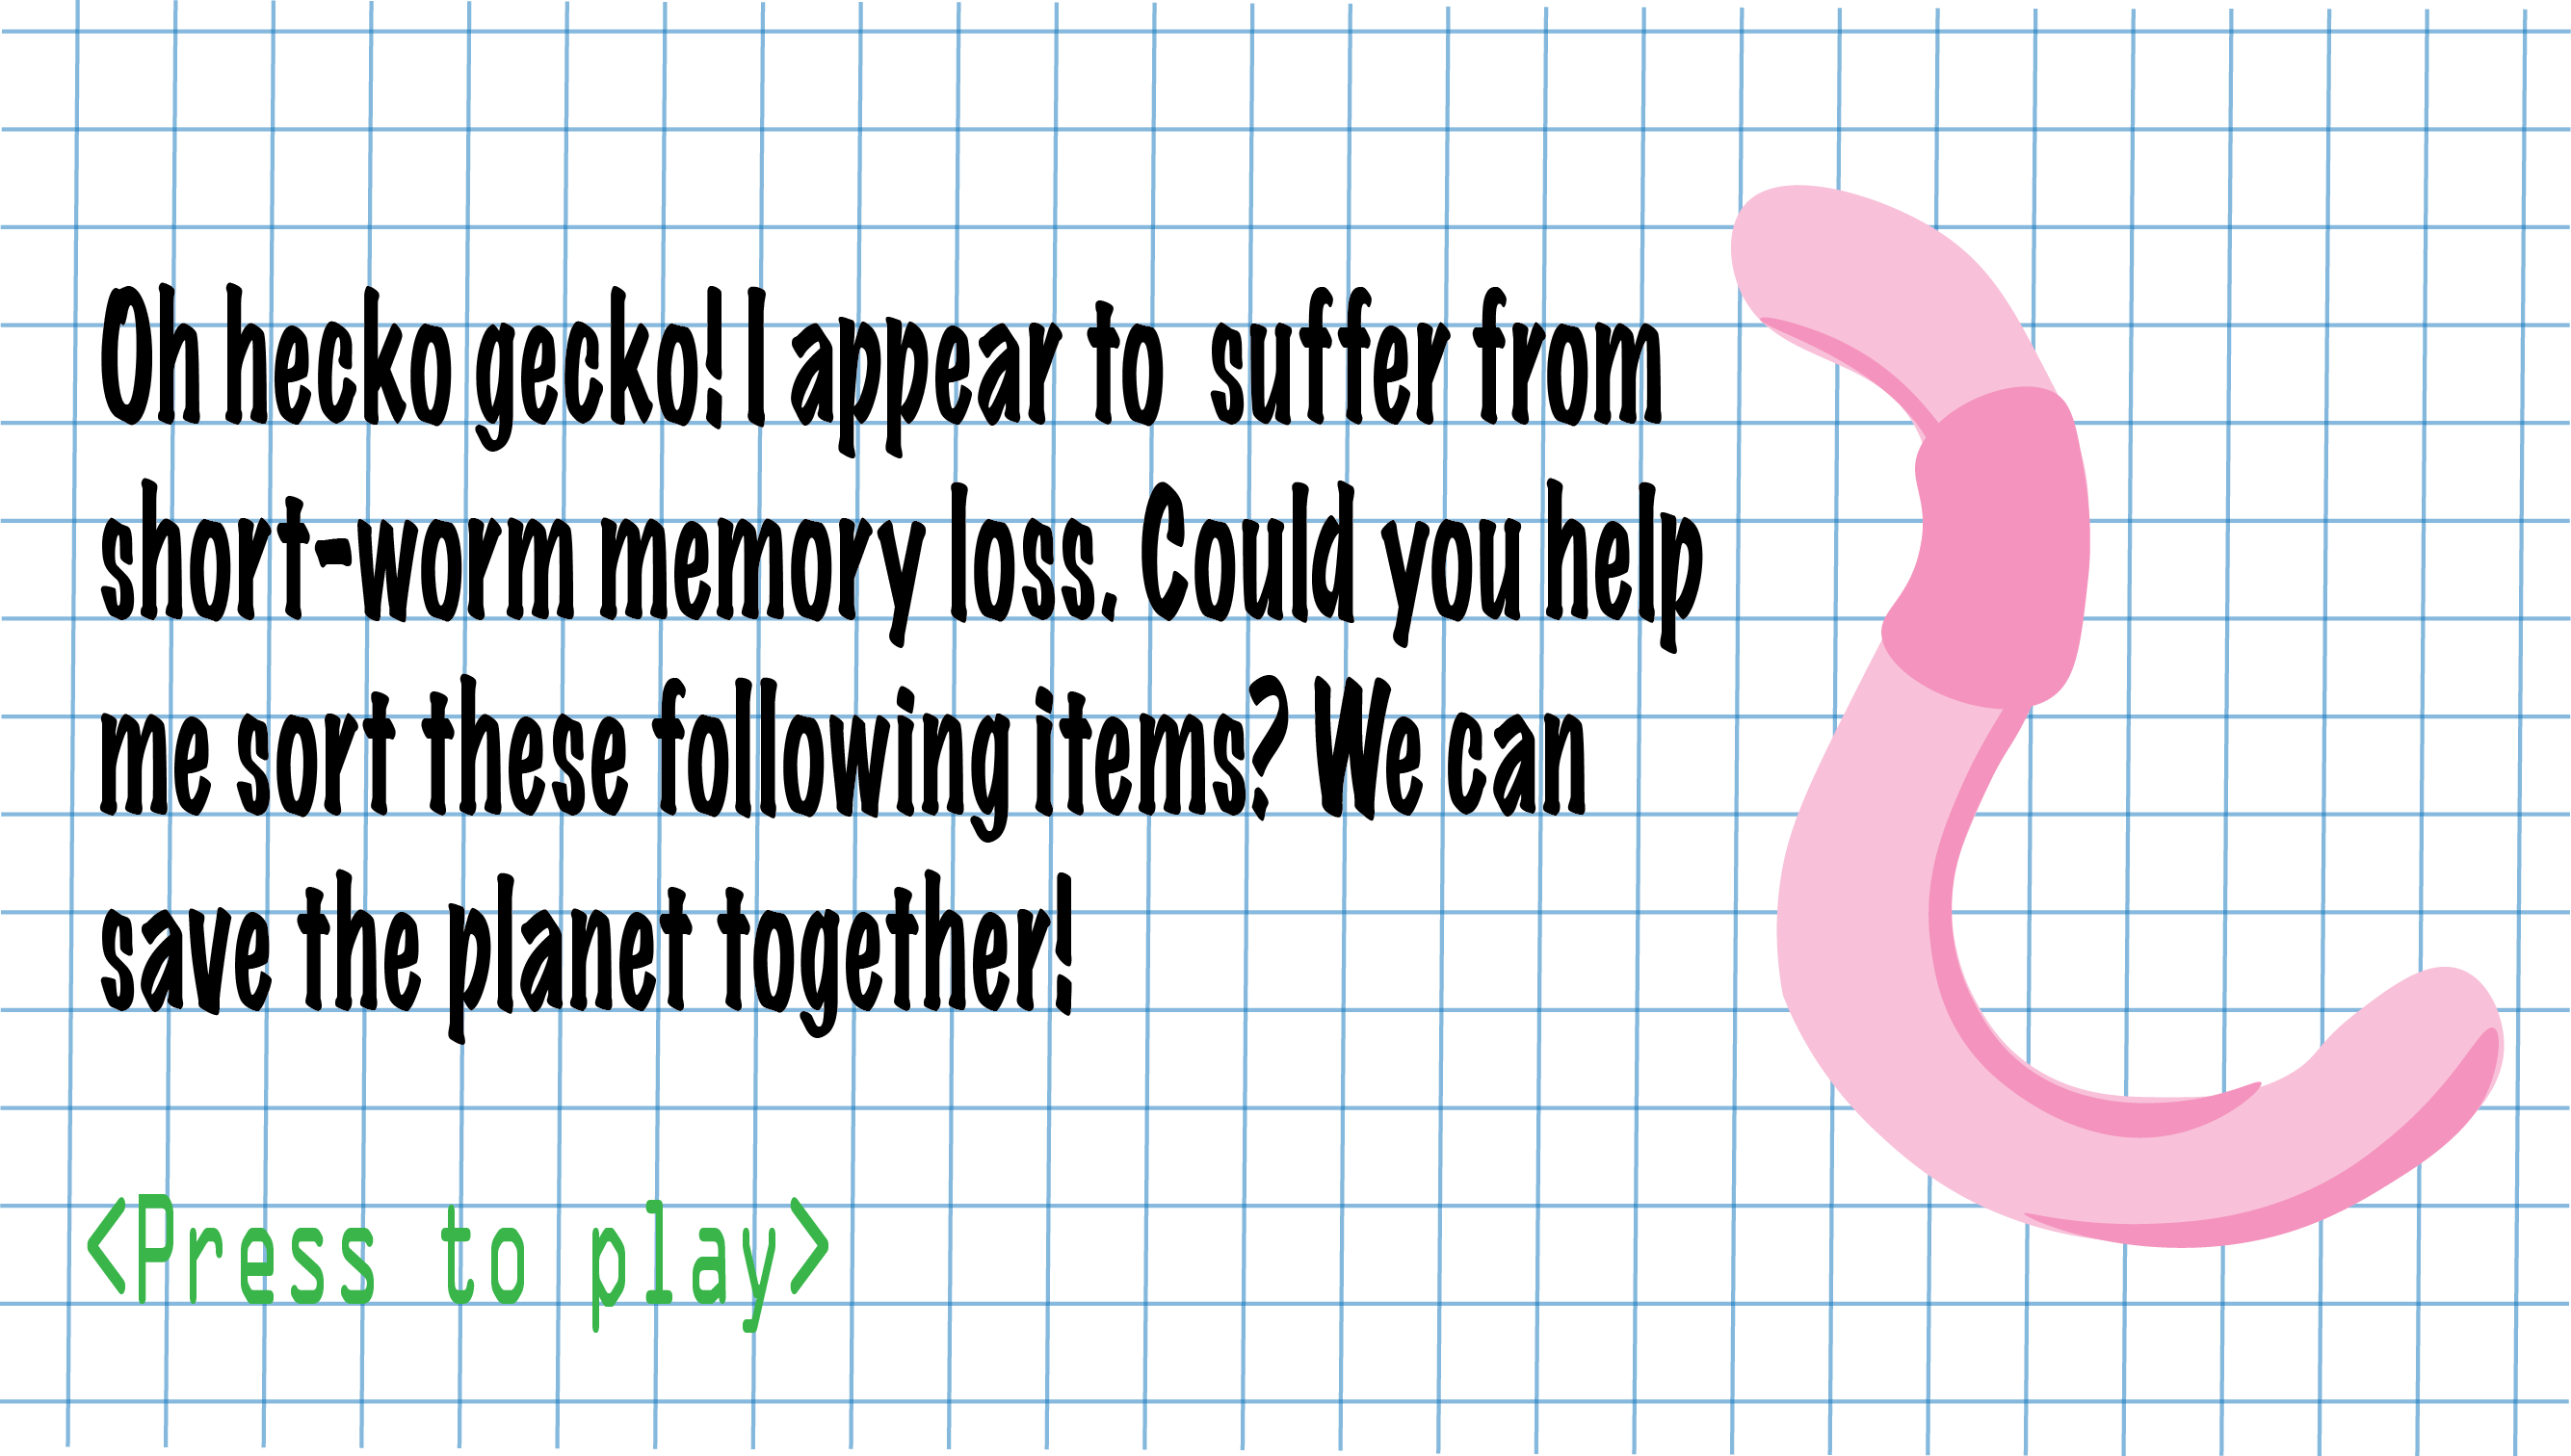 Oh hecko gecko! I appear to suffer from
short-worm memory loss. Could you help
me sort these following items? We can
save the planet together!
<Press to play>